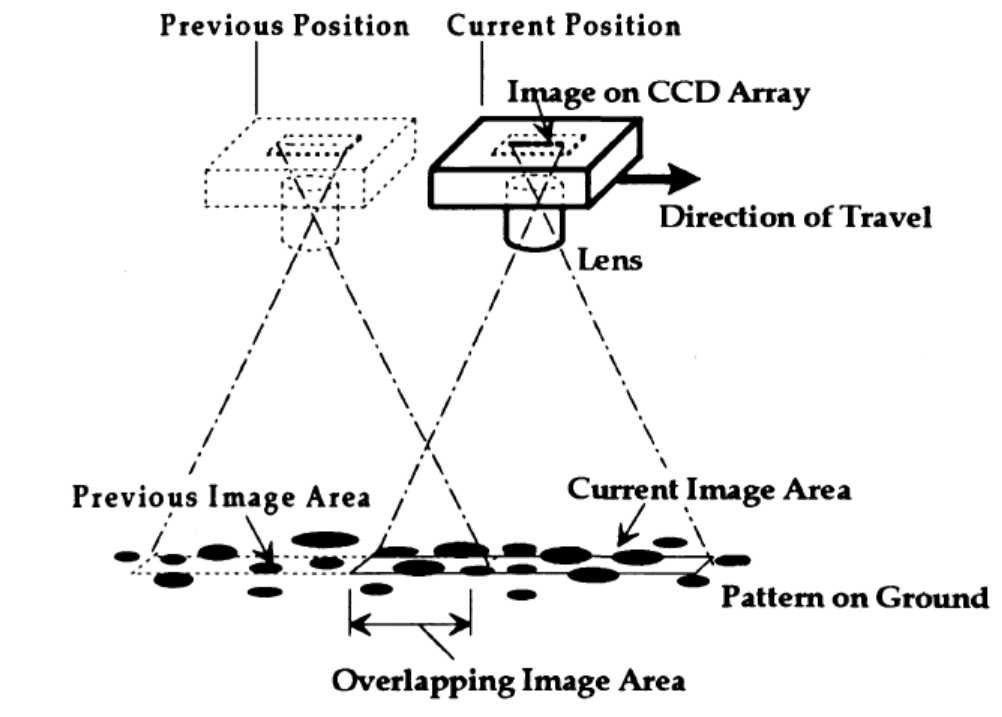 Previous Position
Current Position
Image on CCD Array
Direction of Travel
Lens
Previous Image Area
Current Image Area
Pattern on Ground
Overlapping Image Area